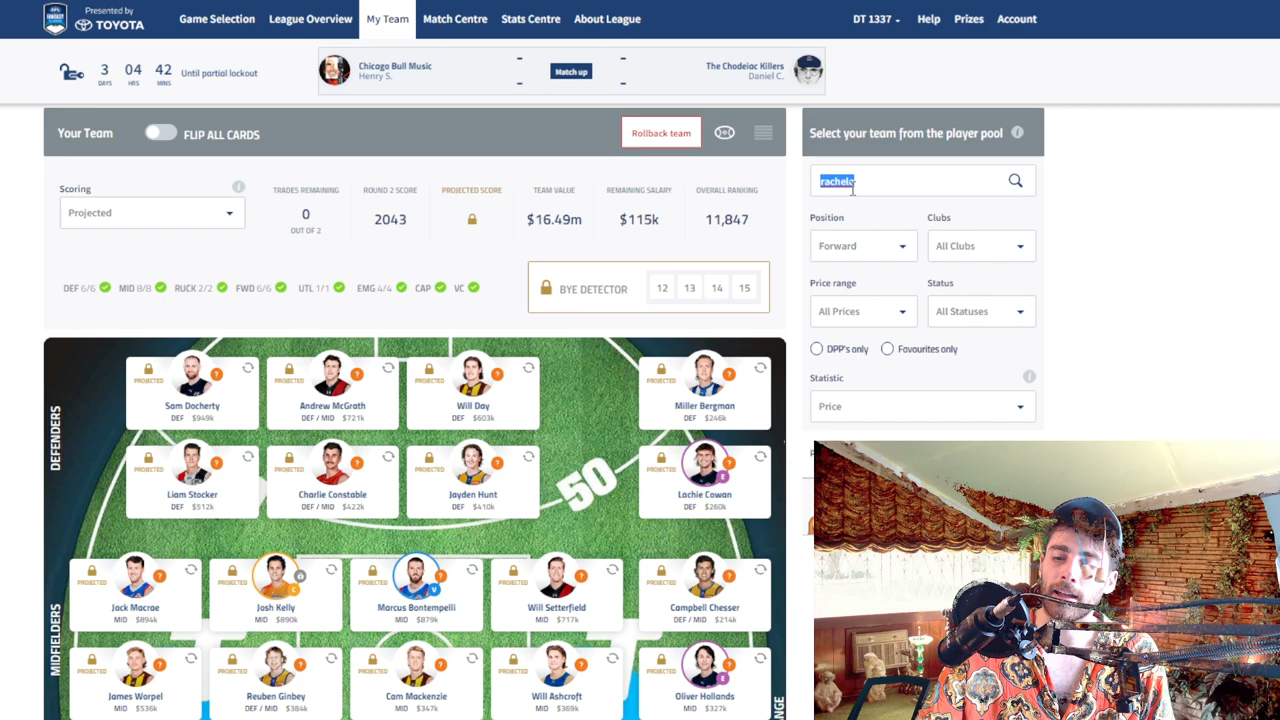 Presented by
TOYOTA
Game Selection League Overview My Team Match Centre Stats Centre About League
DT 1337 Help Prizes Account
3 04 42 Until partial lockout
DAYS HRS MINS
Chicago Bull Music
Henry S.
Match up
The Chodeiac Killers
Daniel C.
Your Team FLIP ALL CARDS Rollback team
Scoring
Projected
TRADES REMAINING ROUND 2 SCORE PROJECTED SCORE TEAM VALUE REMAINING SALARY OVERALL RANKING
0 2043 $16.49m $115k 11,847
OUT OF 2
DEF 6/6 MID 8/8 RUCK 2/2 FWD 6/6 UTL 1/1 EMG 4/4 CAP VC
BYE DETECTOR 12 13 14 15
Select your team from the player pool
rachele
Position Clubs
Forward All Clubs
Price range Status
All Prices All Statuses
DPP's only Favourites only
Statistic
Price
DEFENDERS
PROJECTED PROJECTED PROJECTED PROJECTED
Sam Docherty Andrew McGrath Will Day Miller Bergman
DEF $949k DEF / MID $721k DEF $603k DEF $246k
50
PROJECTED PROJECTED PROJECTED PROJECTED
E
Liam Stocker Charlie Constable Jayden Hunt Lachie Cowan
DEF $512k DEF / MID $422k DEF $410k DEF $260k
MIDFIELDERS
PROJECTED PROJECTED PROJECTED PROJECTED PROJECTED
C V
Jack Macrae Josh Kelly Marcus Bontempelli Will Setterfield Campbell Chesser
MID $894k MID $890k MID $879k MID $717k DEF / MID $214k
PROJECTED PROJECTED PROJECTED PROJECTED PROJECTED
E
James Worpel Reuben Ginbey Cam Mackenzie Will Ashcroft Oliver Hollands
MID $536k DEF / MID $384k MID $347k MID $369k MID $327k